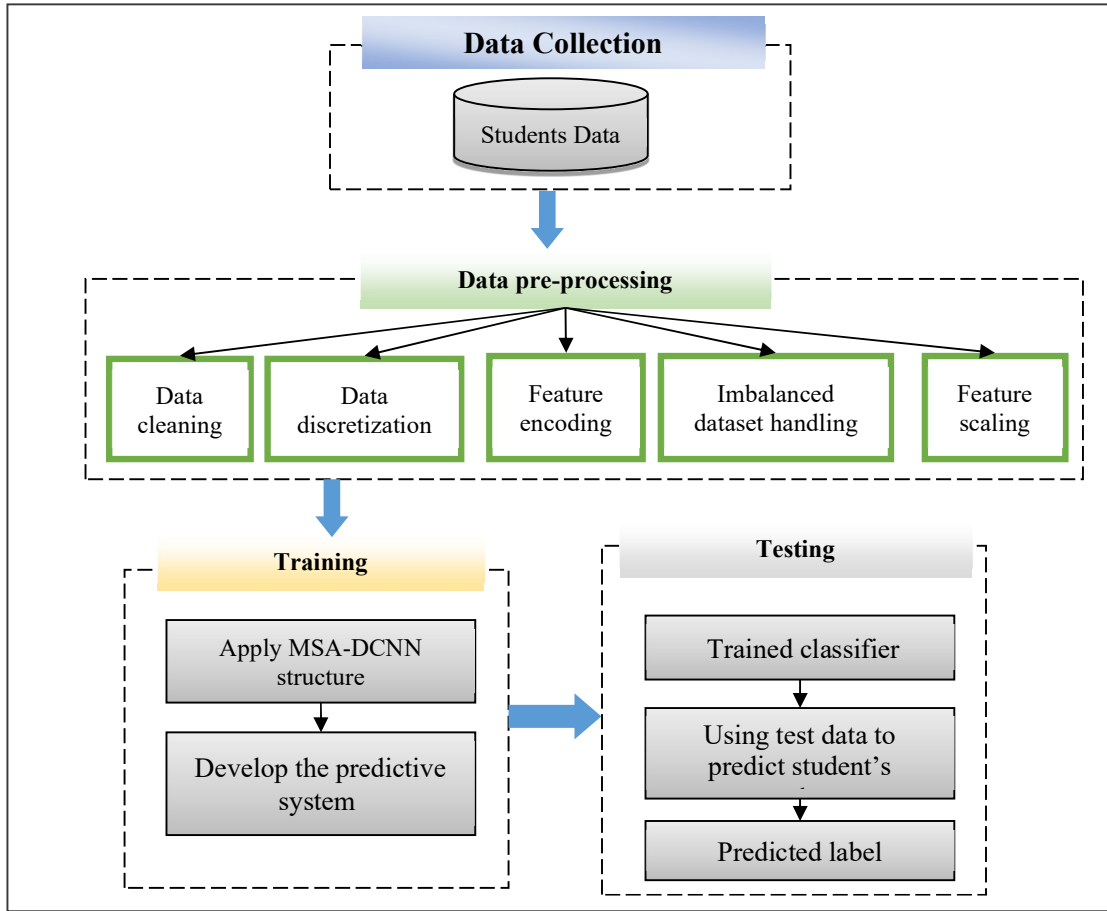 Data Collection
Students Data
Data pre-processing
Data
cleaning
Data
discretization
Feature
encoding
Imbalanced
dataset handling
Feature
scaling
Training
Apply MSA-DCNN
structure
Develop the predictive
system
Testing
Trained classifier
Using test data to
predict student’s
Predicted label